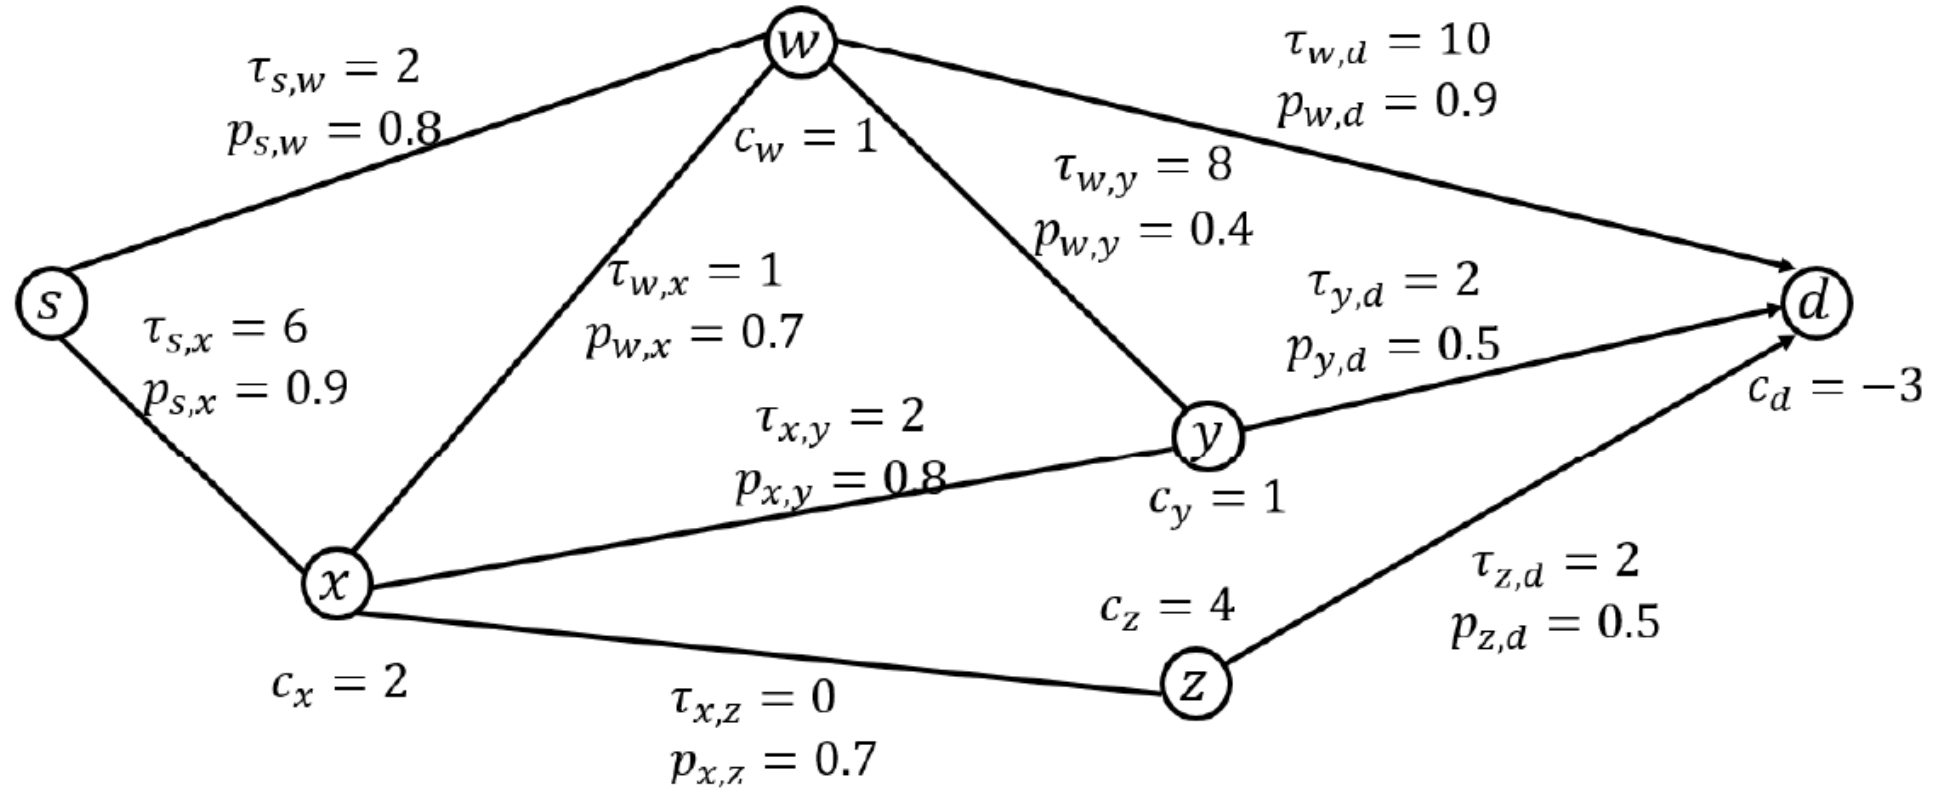 w
τ_{s,w} = 2
p_{s,w} = 0.8
τ_{w,d} = 10
p_{w,d} = 0.9
c_w = 1
τ_{w,y} = 8
p_{w,y} = 0.4
s
τ_{w,x} = 1
p_{w,x} = 0.7
τ_{y,d} = 2
p_{y,d} = 0.5
d
c_d = −3
τ_{s,x} = 6
p_{s,x} = 0.9
τ_{x,y} = 2
p_{x,y} = 0.8
y
c_y = 1
x
c_x = 2
τ_{z,d} = 2
p_{z,d} = 0.5
c_z = 4
z
τ_{x,z} = 0
p_{x,z} = 0.7